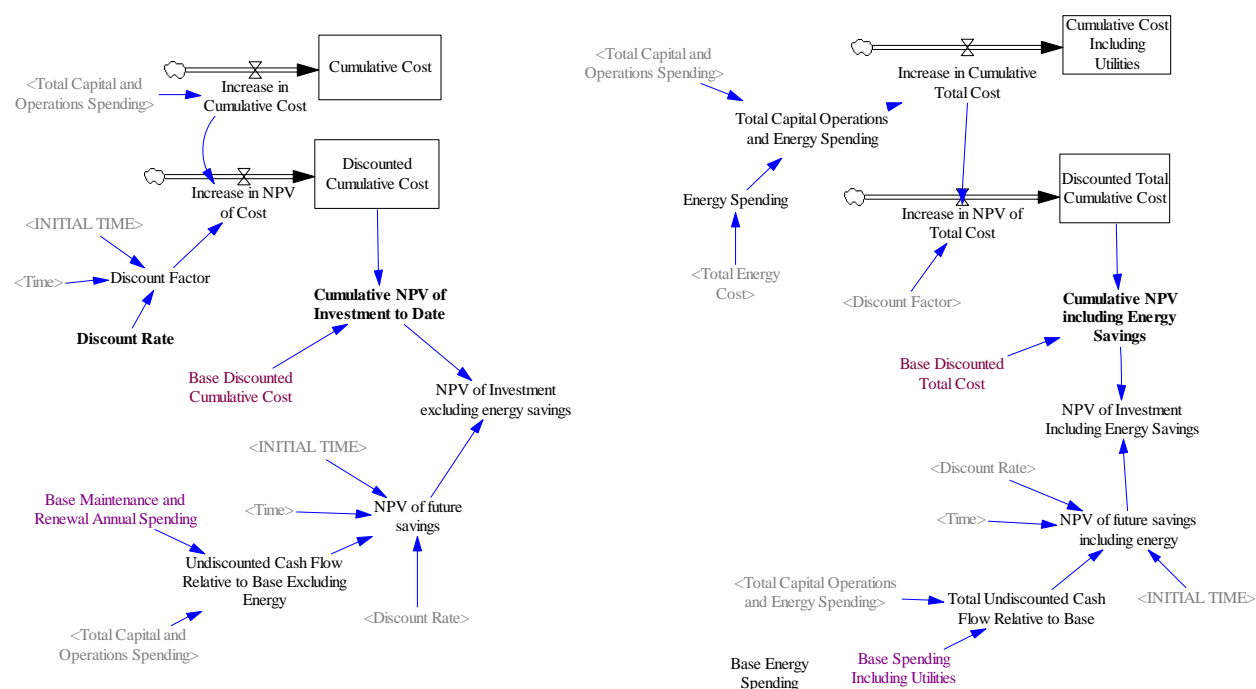 Cumulative Cost
Increase in
Cumulative Cost
<Total Capital and
Operations Spending>
Discounted
Cumulative Cost
Increase in NPV
of Cost
<INITIAL TIME>
<Time>
Discount Factor
Discount Rate
Cumulative NPV of
Investment to Date
Base Discounted
Cumulative Cost
NPV of Investment
excluding energy savings
<INITIAL TIME>
Base Maintenance and
Renewal Annual Spending
<Time>
NPV of future
savings
Undiscounted Cash Flow
Relative to Base Excluding
Energy
<Discount Rate>
<Total Capital and
Operations Spending>
Cumulative Cost
Including
Utilities
<Total Capital and
Operations Spending>
Increase in Cumulative
Total Cost
Total Capital Operations
and Energy Spending
Energy Spending
<Total Energy
Cost>
Discounted Total
Cumulative Cost
Increase in NPV of
Total Cost
<Discount Factor>
Cumulative NPV
including Energy
Savings
Base Discounted
Total Cost
NPV of Investment
Including Energy Savings
<Discount Rate>
<Time>
NPV of future savings
including energy
<Total Capital Operations
and Energy Spending>
Total Undiscounted Cash
Flow Relative to Base
<INITIAL TIME>
Base Energy
Spending
Base Spending
Including Utilities